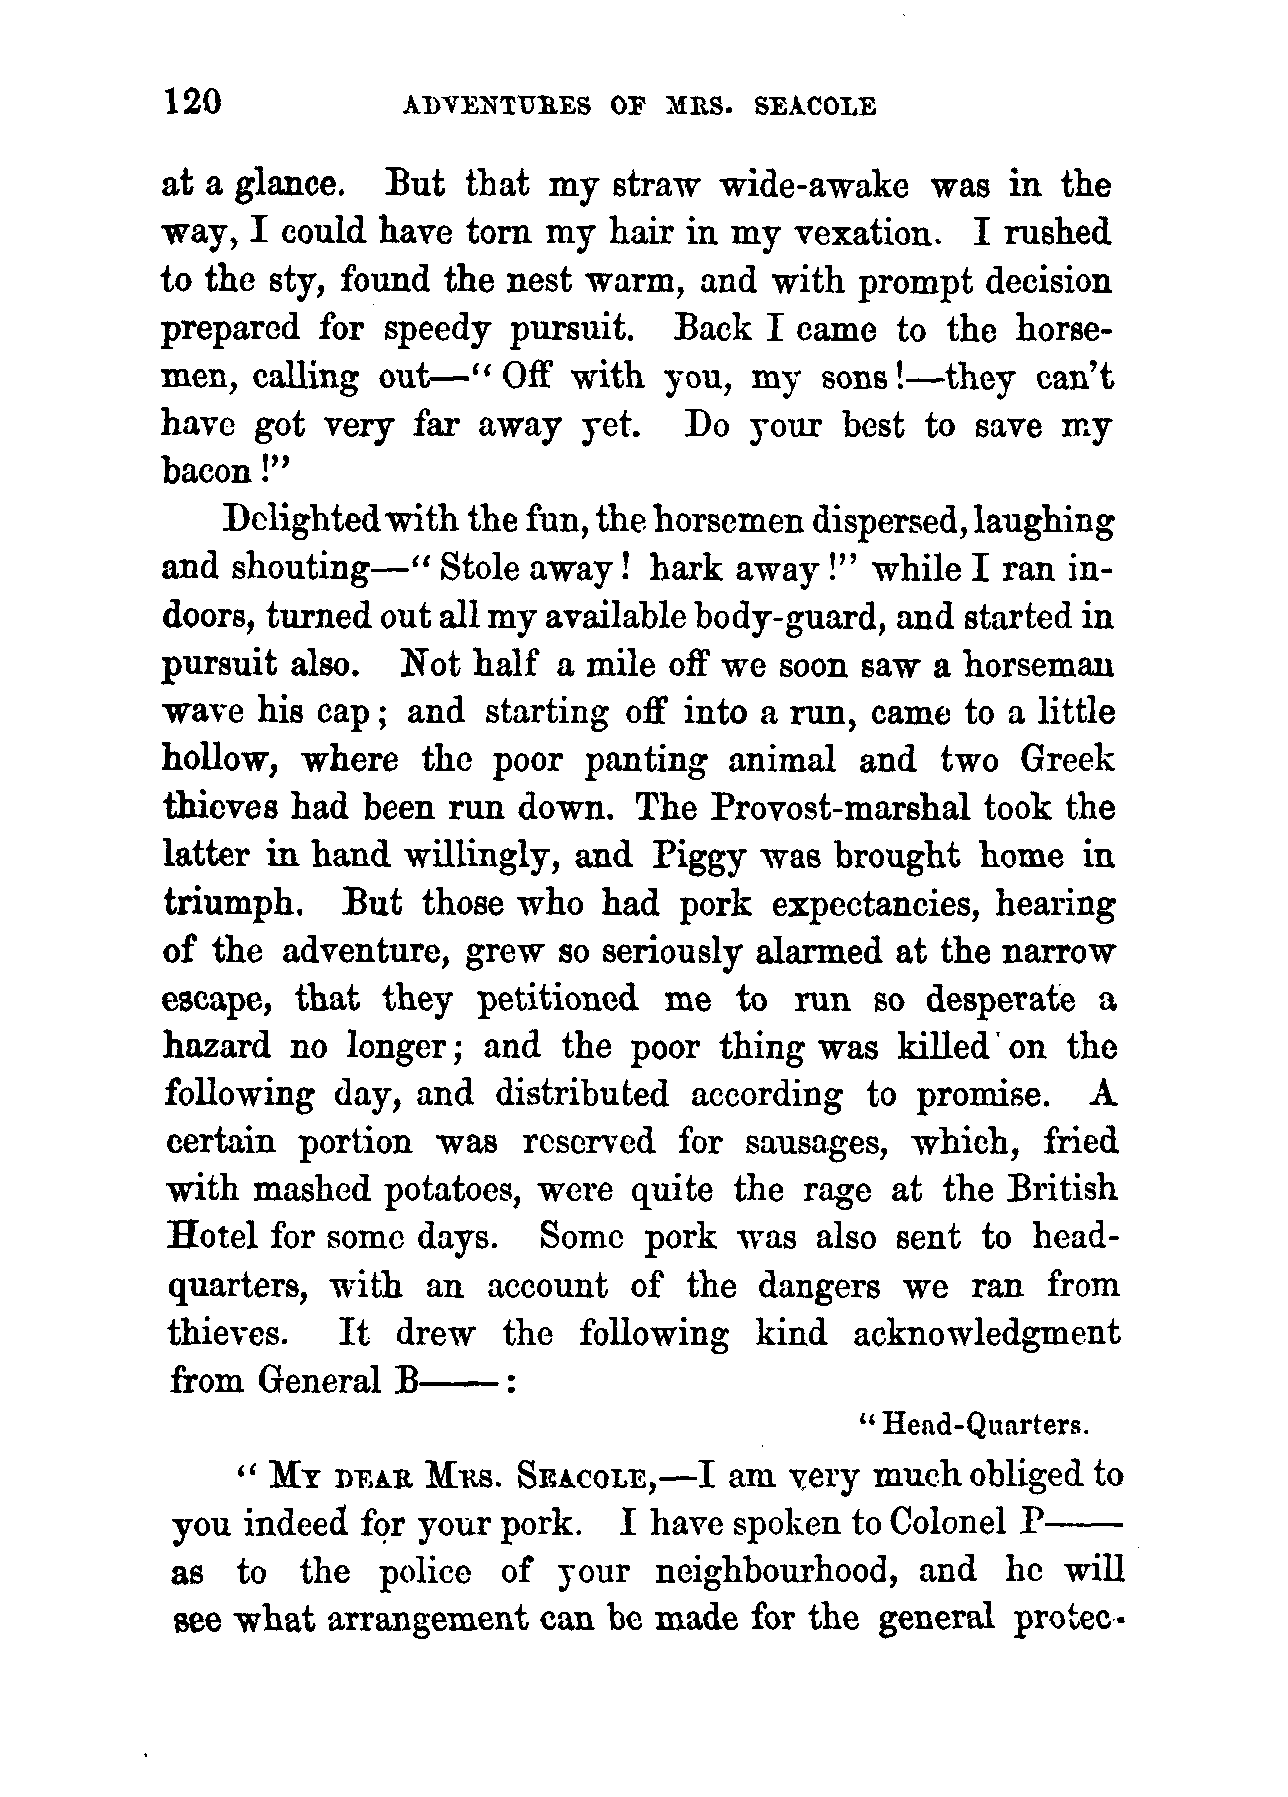 120 ADVENTURES OF MRS. SEACOLE
at a glance. But that my straw wide-awake was in the
way, I could have torn my hair in my vexation. I rushed
to the sty, found the nest warm, and with prompt decision
prepared for speedy pursuit. Back I came to the horse-
men, calling out—“ Off with you, my sons !—they can’t
have got very far away yet. Do your best to save my
bacon !”
Delighted with the fun, the horsemen dispersed, laughing
and shouting—“ Stole away ! hark away !” while I ran in-
doors, turned out all my available body-guard, and started in
pursuit also. Not half a mile off we soon saw a horseman
wave his cap ; and starting off into a run, came to a little
hollow, where the poor panting animal and two Greek
thieves had been run down. The Provost-marshal took the
latter in hand willingly, and Piggy was brought home in
triumph. But those who had pork expectancies, hearing
of the adventure, grew so seriously alarmed at the narrow
escape, that they petitioned me to run so desperate a
hazard no longer ; and the poor thing was killed on the
following day, and distributed according to promise. A
certain portion was reserved for sausages, which, fried
with mashed potatoes, were quite the rage at the British
Hotel for some days. Some pork was also sent to head-
quarters, with an account of the dangers we ran from
thieves. It drew the following kind acknowledgment
from General B—— :
“ Head-Quarters.
“ MY DEAR MRS. SEACOLE,—I am very much obliged to
you indeed for your pork. I have spoken to Colonel P——
as to the police of your neighbourhood, and he will
see what arrangement can be made for the general protec-